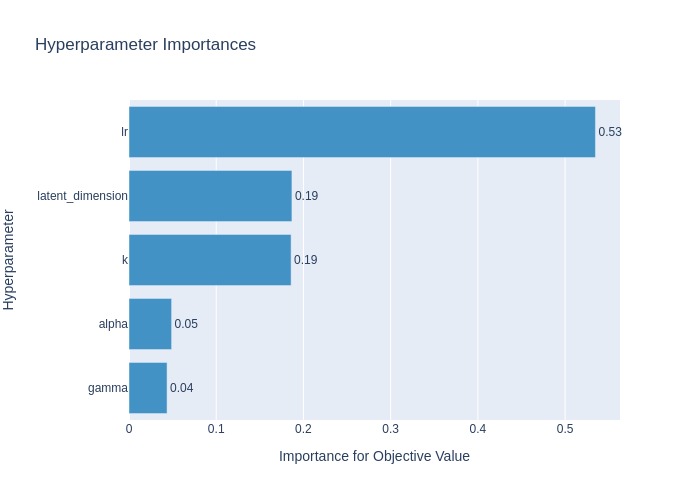 Hyperparameter Importances
Hyperparameter
lr
0.53
latent_dimension
0.19
k
0.19
alpha
0.05
gamma
0.04
0 0.1 0.2 0.3 0.4 0.5
Importance for Objective Value